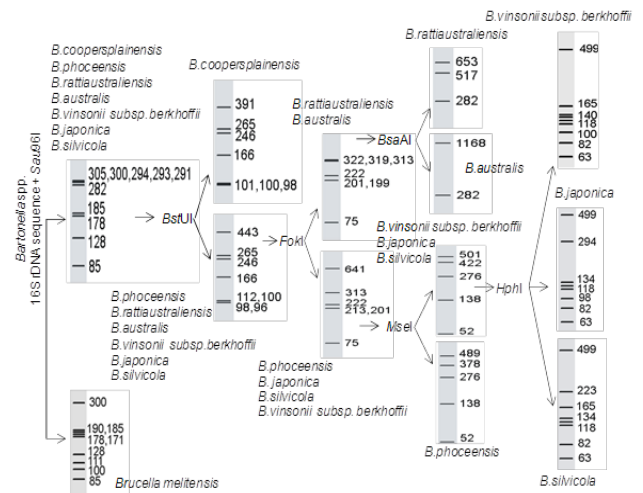 B.coopersplainensis
B.phoceensis
B.rattiaustraliensis
B.australis
B.vinsonii subsp. berkhoffii
B.japonica
B.silvicola
Bartonella spp.
16S rDNA sequence + Sau96I
305,300,294,293,291
282
185
178
128
85
BstUI
B.coopersplainensis
391
265
246
166
101,100,98
443
265
246
166
112,100
98,96
B.phoceensis
B.rattiaustraliensis
B.australis
B.vinsonii subsp. berkhoffii
B.japonica
B.silvicola
FokI
B.rattiaustraliensis
B.australis
322,319,313
222
201,199
75
641
313
222
213,201
75
B.phoceensis
B.japonica
B.silvicola
B.vinsonii subsp. berkhoffii
BsaAI
B.rattiaustraliensis
653
517
282
1168
282
B.australis
MseI
B.vinsonii subsp. berkhoffii
B.japonica
B.silvicola
501
422
276
138
52
489
378
276
138
52
B.phoceensis
HphI
B.vinsonii subsp. berkhoffii
499
165
140
118
100
82
63
B.japonica
499
294
134
118
98
82
63
499
223
165
134
118
82
63
B.silvicola
300
190,185
178,171
128
111
100
85
Brucella melitensis